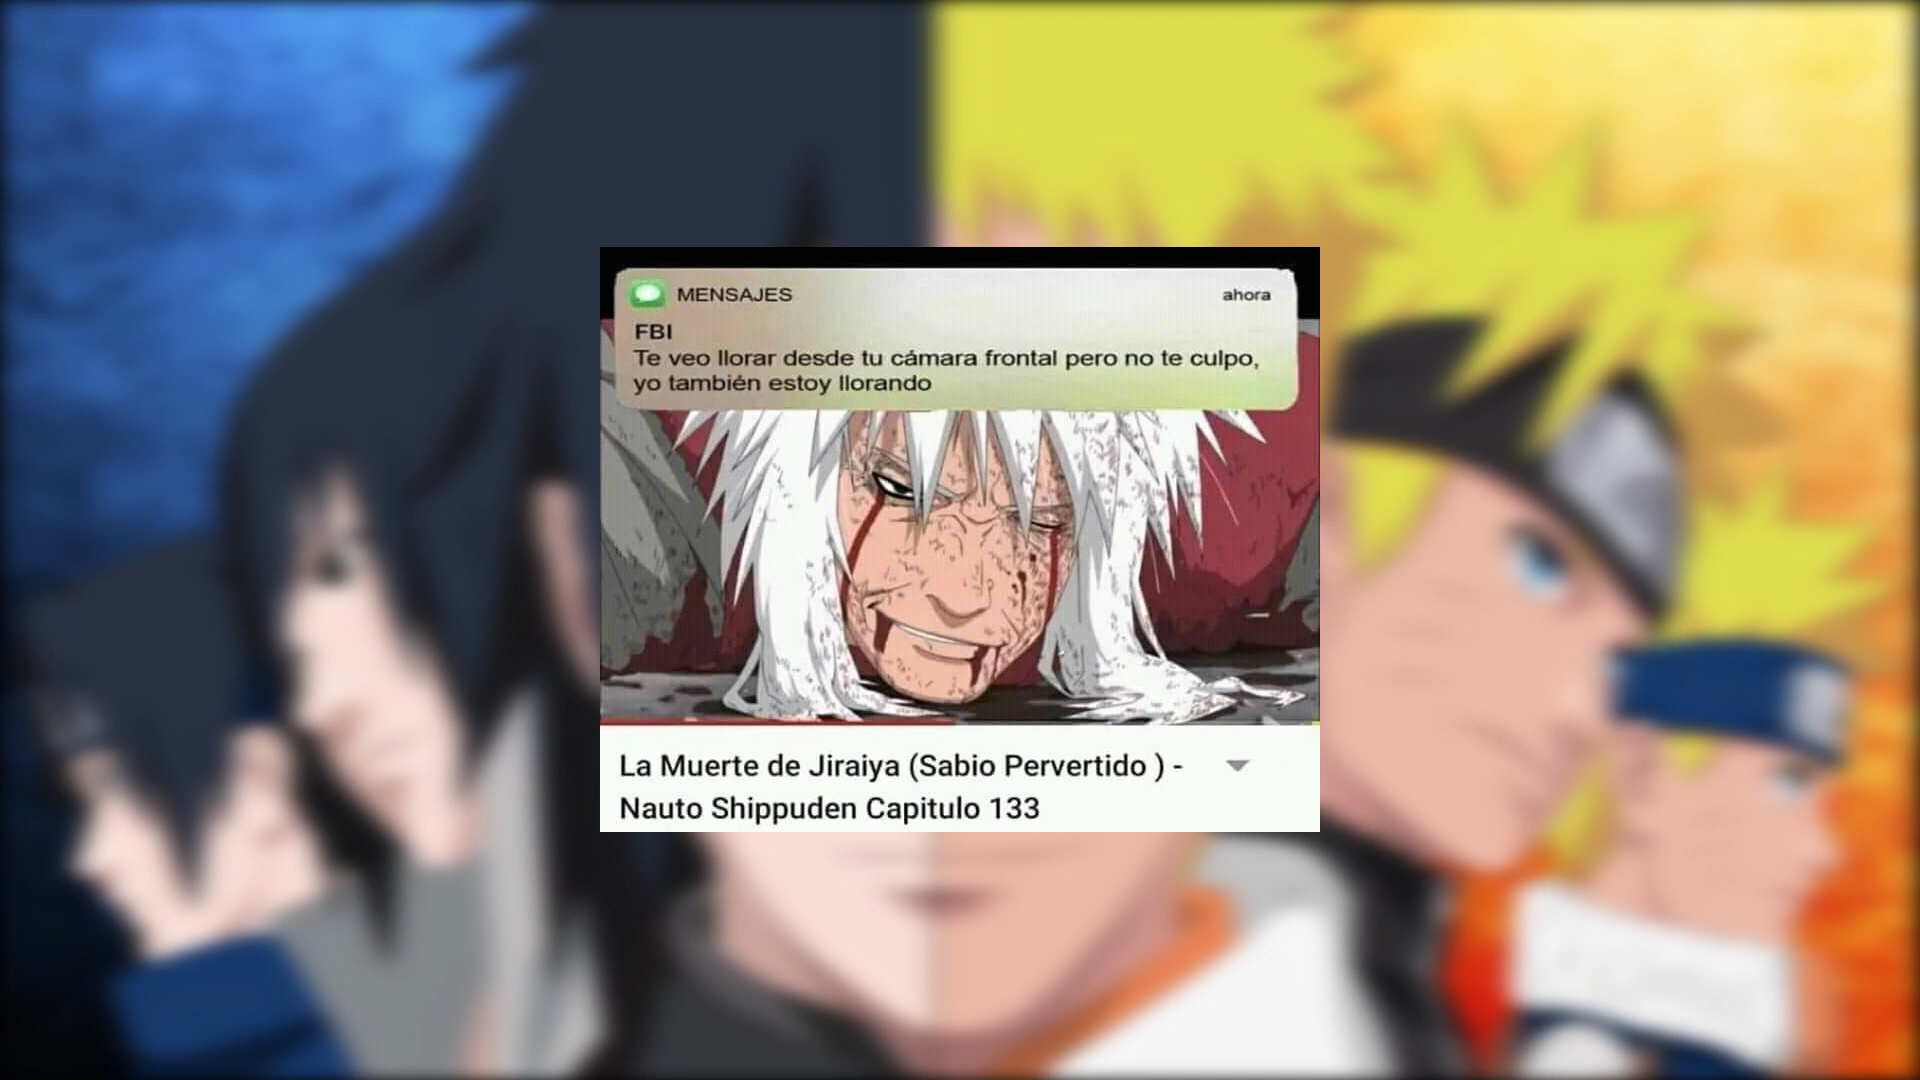 MENSAJES
ahora
FBI
Te veo llorar desde tu cámara frontal pero no te culpo,
yo también estoy llorando
La Muerte de Jiraiya (Sabio Pervertido ) -
Nauto Shippuden Capitulo 133